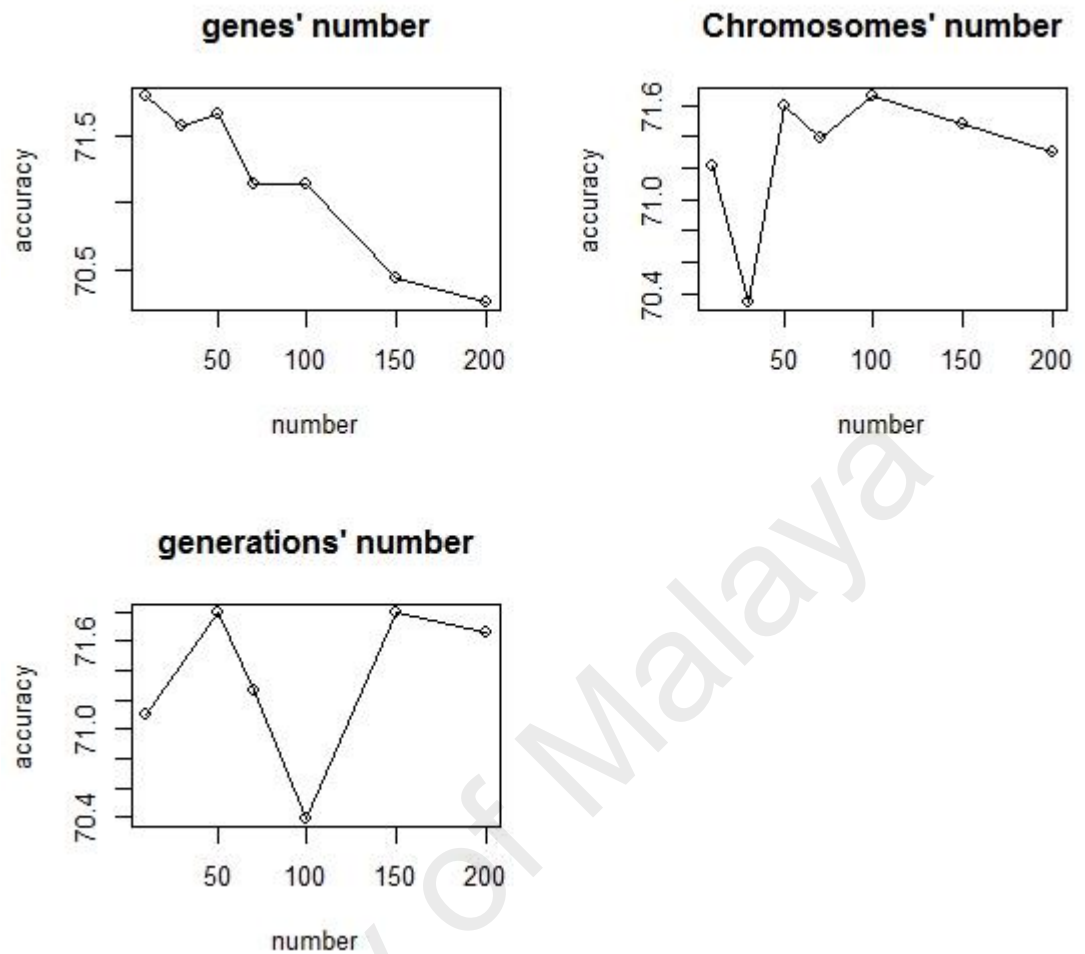 genes' number
accuracy
71.5
70.5
50 100 150 200
number
Chromosomes' number
accuracy
71.6
71.0
70.4
50 100 150 200
number
generations' number
accuracy
71.6
71.0
70.4
50 100 150 200
number
of Malaya